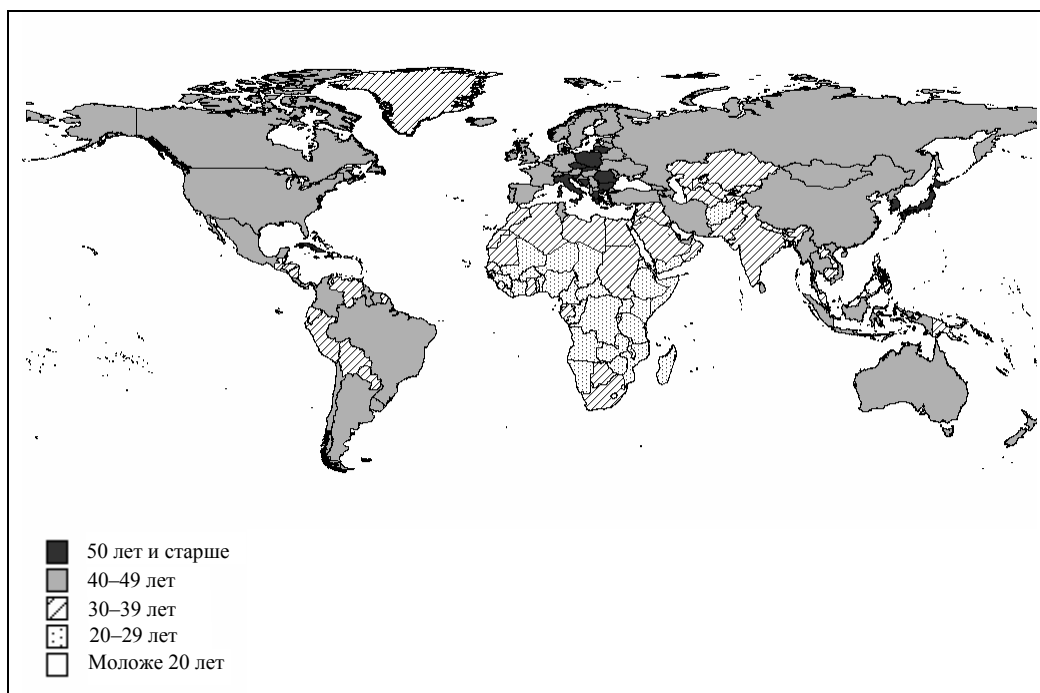 50 лет и старше
40–49 лет
30–39 лет
20–29 лет
Моложе 20 лет